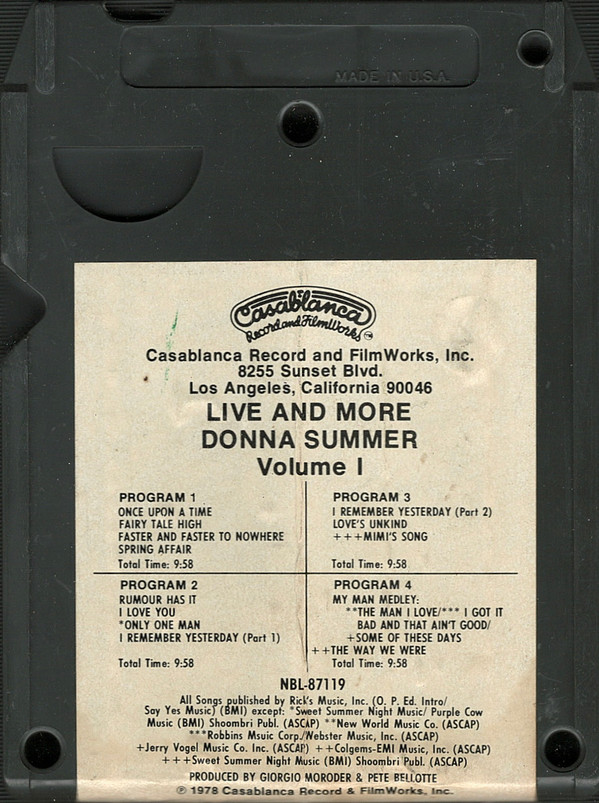 MADE IN U.S.A.
Casablanca
Record and FilmWorks
Casablanca Record and FilmWorks, Inc.
8255 Sunset Blvd.
Los Angeles, California 90046
LIVE AND MORE
DONNA SUMMER
Volume I
PROGRAM 1
ONCE UPON A TIME
FAIRY TALE HIGH
FASTER AND FASTER TO NOWHERE
SPRING AFFAIR
Total Time: 9:58
PROGRAM 2
RUMOUR HAS IT
I LOVE YOU
*ONLY ONE MAN
I REMEMBER YESTERDAY (Part 1)
Total Time: 9:58
PROGRAM 3
I REMEMBER YESTERDAY (Part 2)
LOVE'S UNKIND
+++MIMI'S SONG
Total Time: 9:58
PROGRAM 4
MY MAN MEDLEY:
**THE MAN I LOVE/*** I GOT IT
BAD AND THAT AIN'T GOOD/
+SOME OF THESE DAYS
++THE WAY WE WERE
Total Time: 9:58
NBL-87119
All Songs published by Rick's Music, Inc. (O. P. Ed. Intro/
Say Yes Music) (BMI) except: *Sweet Summer Night Music/ Purple Cow
Music (BMI) Shoombri Publ. (ASCAP) **New World Music Co. (ASCAP)
***Robbins Msuic Corp./Webster Music, Inc. (ASCAP)
+Jerry Vogel Music Co. Inc. (ASCAP) ++Colgems-EMI Music, Inc. (ASCAP)
+++Sweet Summer Night Music (BMI) Shoombri Publ. (ASCAP)
PRODUCED BY GIORGIO MORODER & PETE BELLOTTE
℗ 1978 Casablanca Record & FilmWorks, Inc.